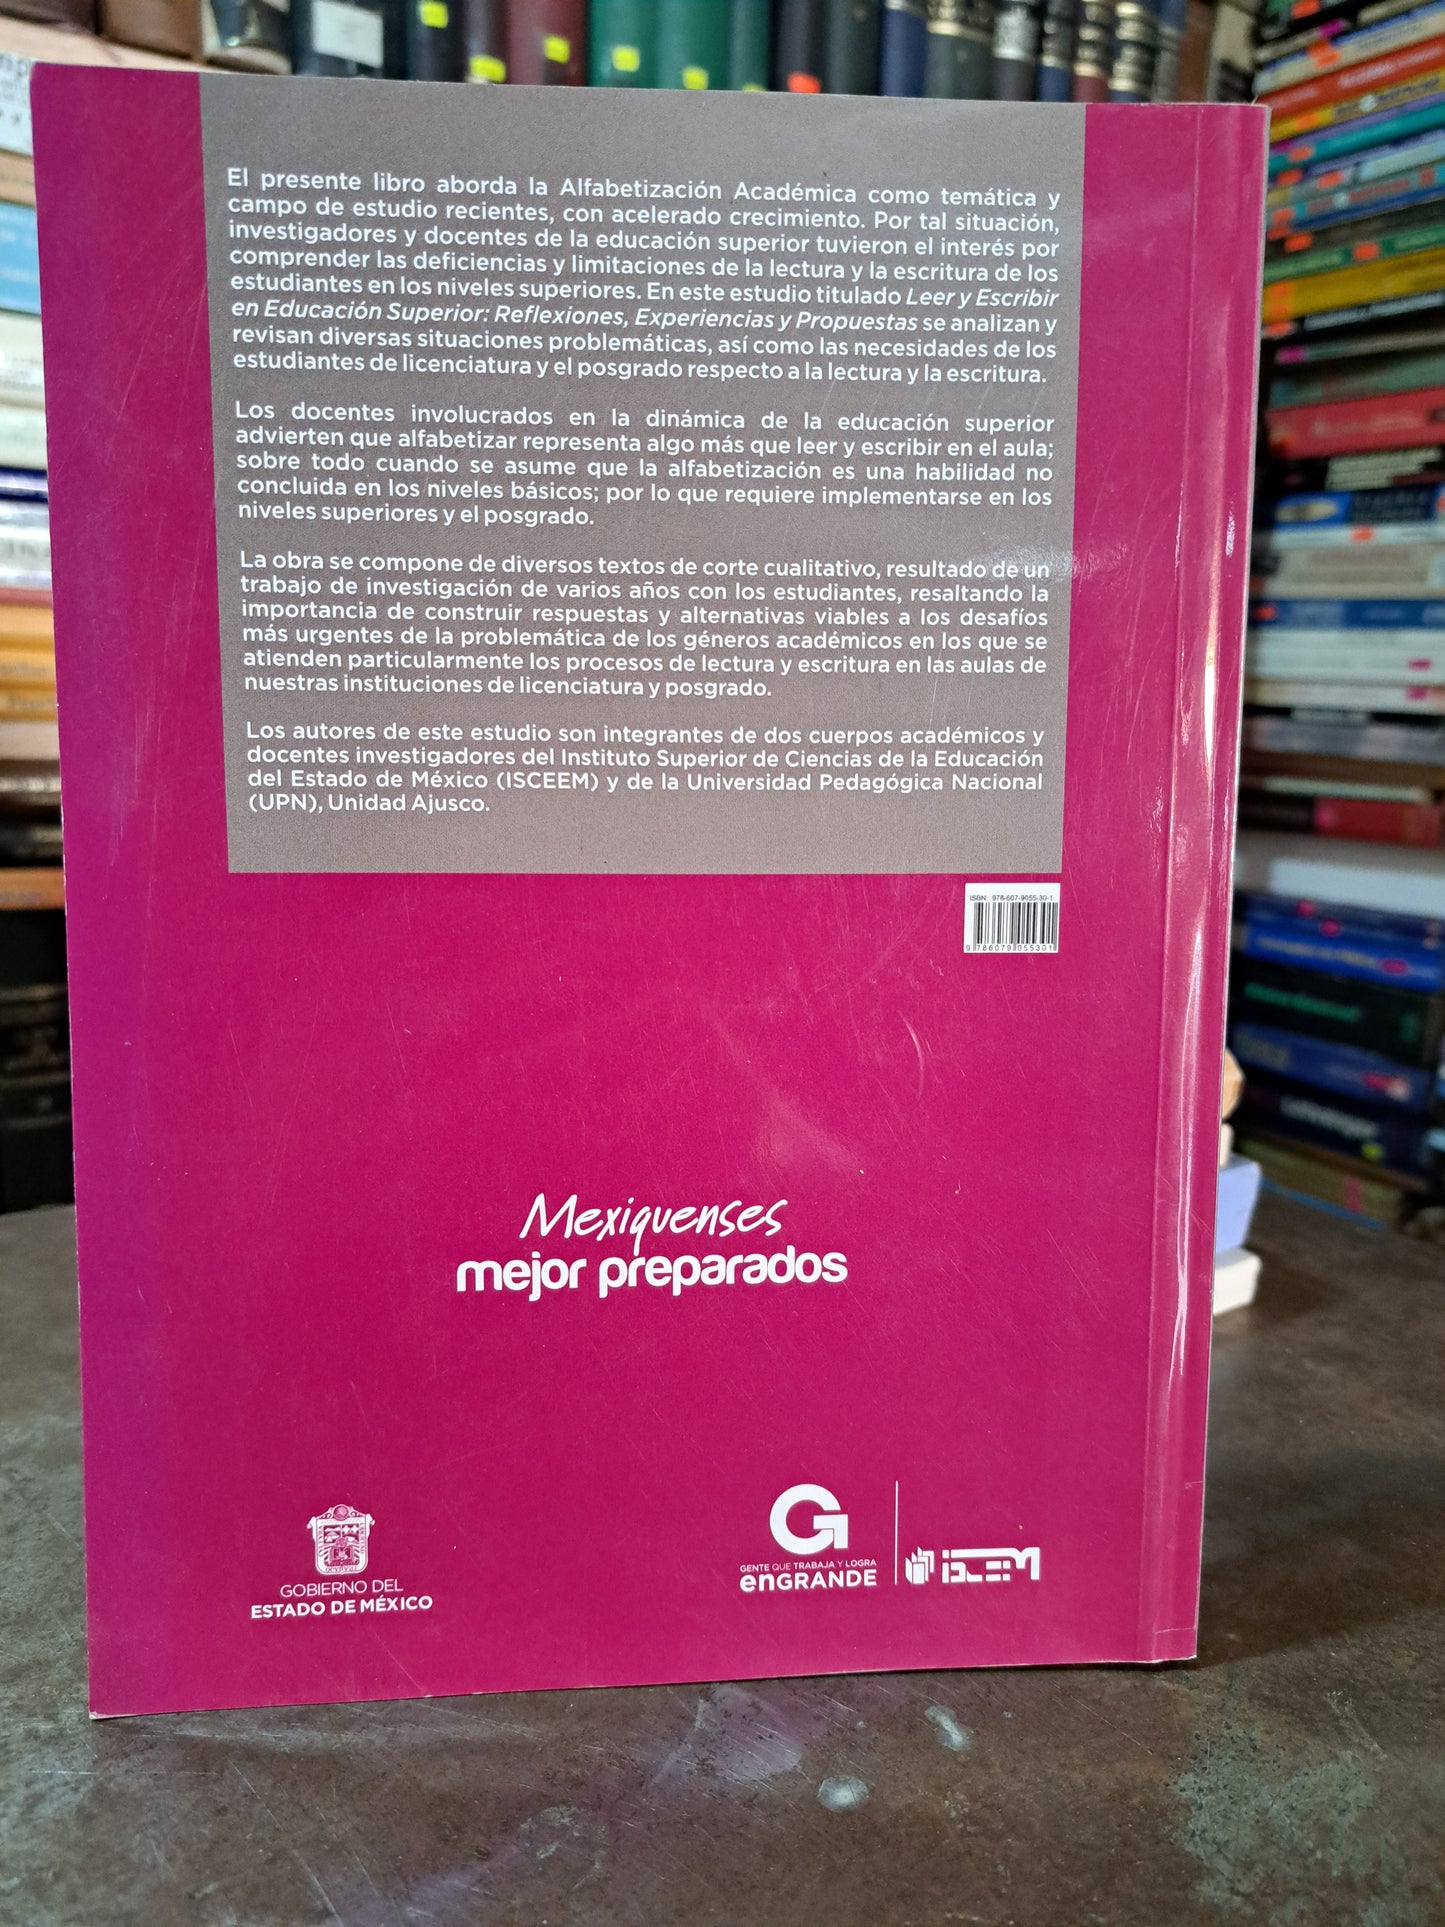 El presente libro aborda la Alfabetización Académica como temática y
campo de estudio recientes, con acelerado crecimiento. Por tal situación,
investigadores y docentes de la educación superior tuvieron el interés por
comprender las deficiencias y limitaciones de la lectura y la escritura de los
estudiantes en los niveles superiores. En este estudio titulado Leer y Escribir
en Educación Superior: Reflexiones, Experiencias y Propuestas se analizan y
revisan diversas situaciones problemáticas, así como las necesidades de los
estudiantes de licenciatura y el posgrado respecto a la lectura y la escritura.
Los docentes involucrados en la dinámica de la educación superior
advierten que alfabetizar representa algo más que leer y escribir en el aula;
sobre todo cuando se asume que la alfabetización es una habilidad no
concluida en los niveles básicos; por lo que requiere implementarse en los
niveles superiores y el posgrado.
La obra se compone de diversos textos de corte cualitativo, resultado de un
trabajo de investigación de varios años con los estudiantes, resaltando la
importancia de construir respuestas y alternativas viables a los desafíos
más urgentes de la problemática de los géneros académicos en los que se
atienden particularmente los procesos de lectura y escritura en las aulas de
nuestras instituciones de licenciatura y posgrado.
Los autores de este estudio son integrantes de dos cuerpos académicos y
docentes investigadores del Instituto Superior de Ciencias de la Educación
del Estado de México (ISCEEM) y de la Universidad Pedagógica Nacional
(UPN), Unidad Ajusco.
ISBN: 978-607-9055-30-1
9 786079 055301
Mexiquenses
mejor preparados
GOBIERNO DEL
ESTADO DE MÉXICO
G
GENTE QUE TRABAJA Y LOGRA
enGRANDE
ISCEEM